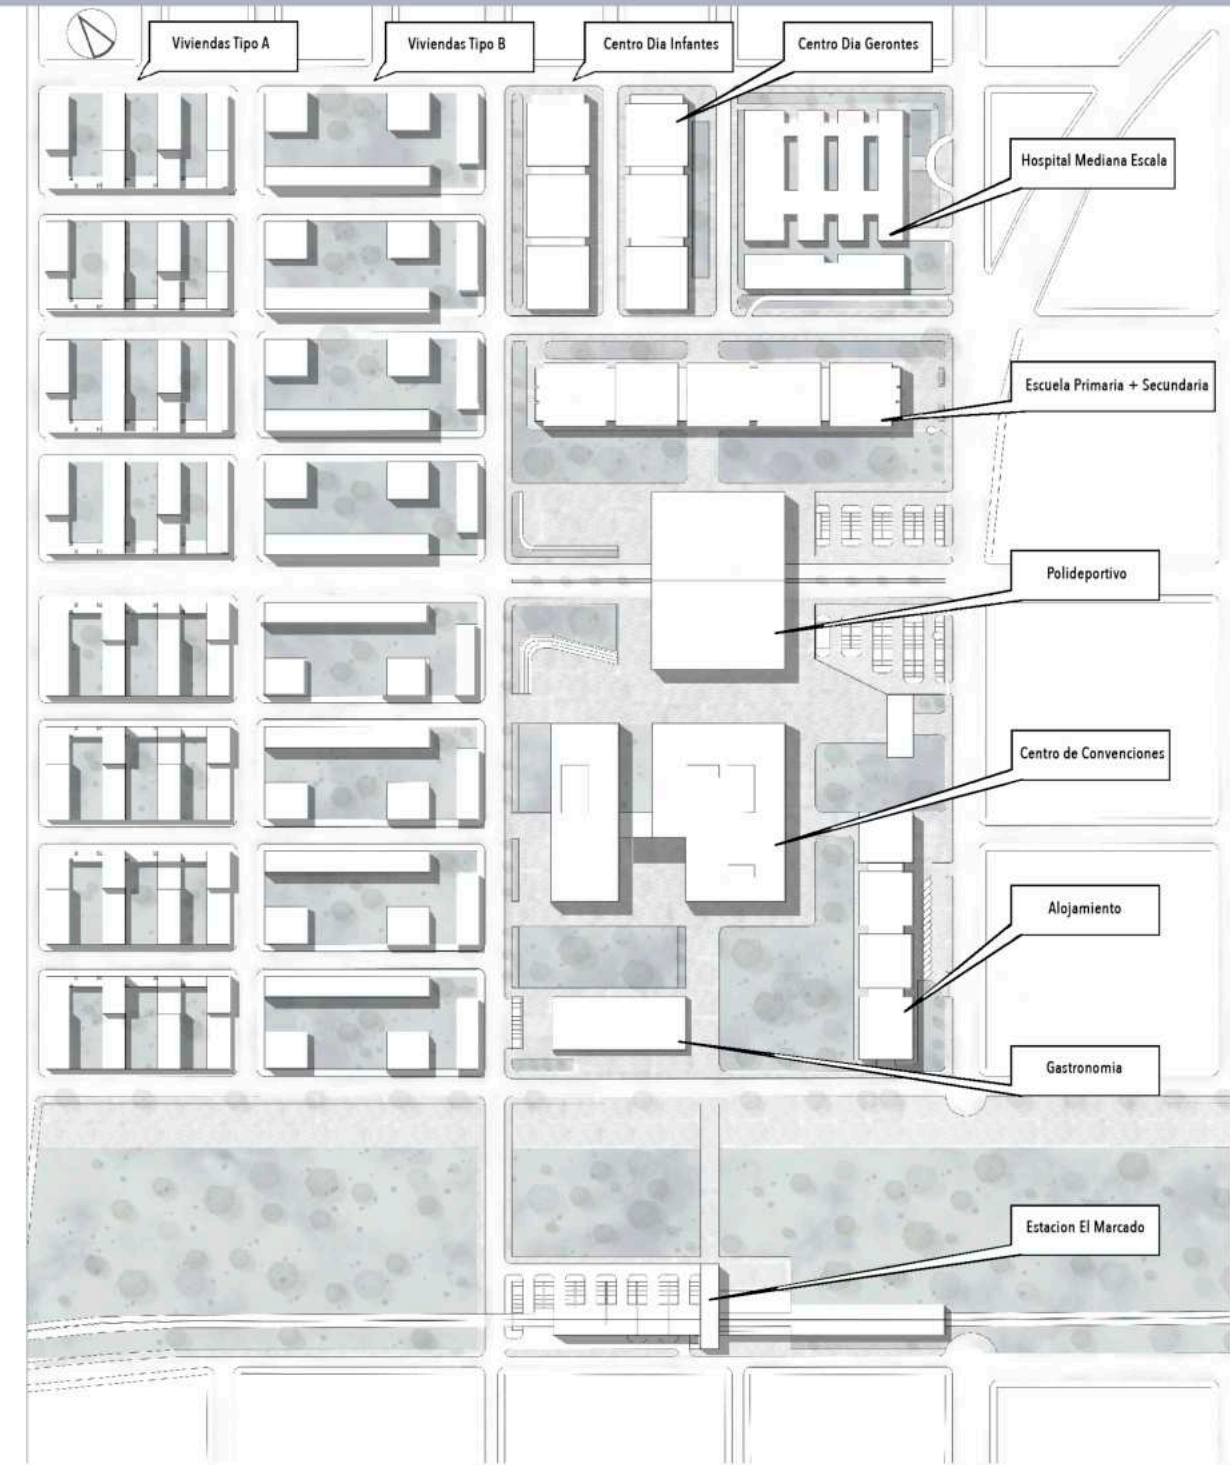 Viviendas Tipo A
Viviendas Tipo B
Centro Dia Infantes
Centro Dia Gerontes
Hospital Mediana Escala
Escuela Primaria + Secundaria
Polideportivo
Centro de Convenciones
Alojamiento
Gastronomia
Estacion El Marcado